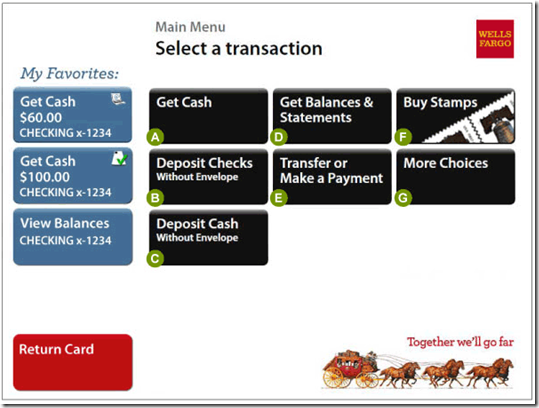 Main Menu
Select a transaction
WELLS
FARGO
My Favorites:
Get Cash
$60.00
CHECKING x-1234
Get Cash
$100.00
CHECKING x-1234
View Balances
CHECKING x-1234
Get Cash
A
Deposit Checks
Without Envelope
B
Deposit Cash
Without Envelope
C
Get Balances &
Statements
D
Transfer or
Make a Payment
E
Buy Stamps
F
More Choices
G
Return Card
Together we'll go far